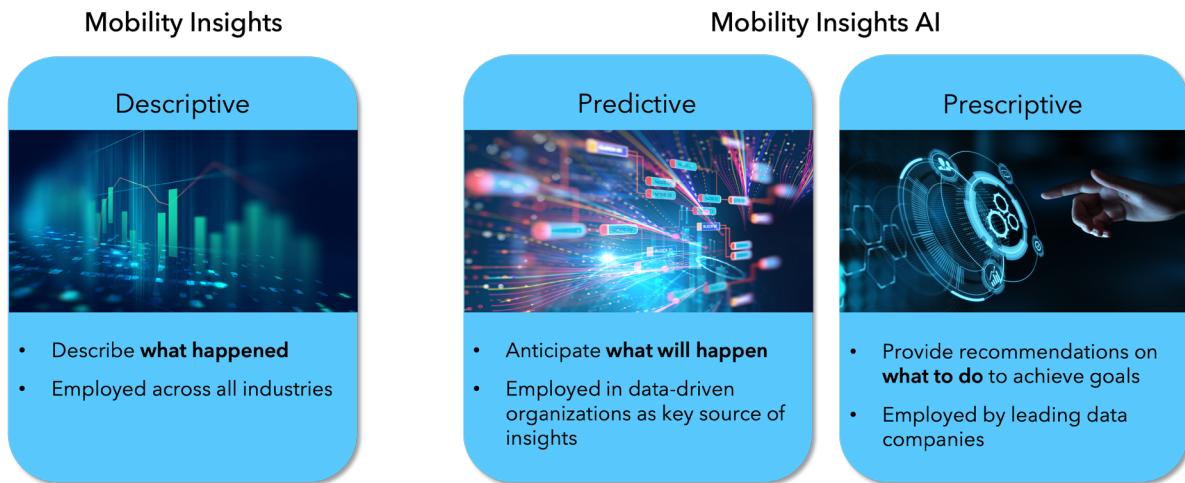 Mobility Insights
Mobility Insights AI
Descriptive
• Describe what happened
• Employed across all industries
Predictive
• Anticipate what will happen
• Employed in data-driven
organizations as key source of
insights
Prescriptive
• Provide recommendations on
what to do to achieve goals
• Employed by leading data
companies